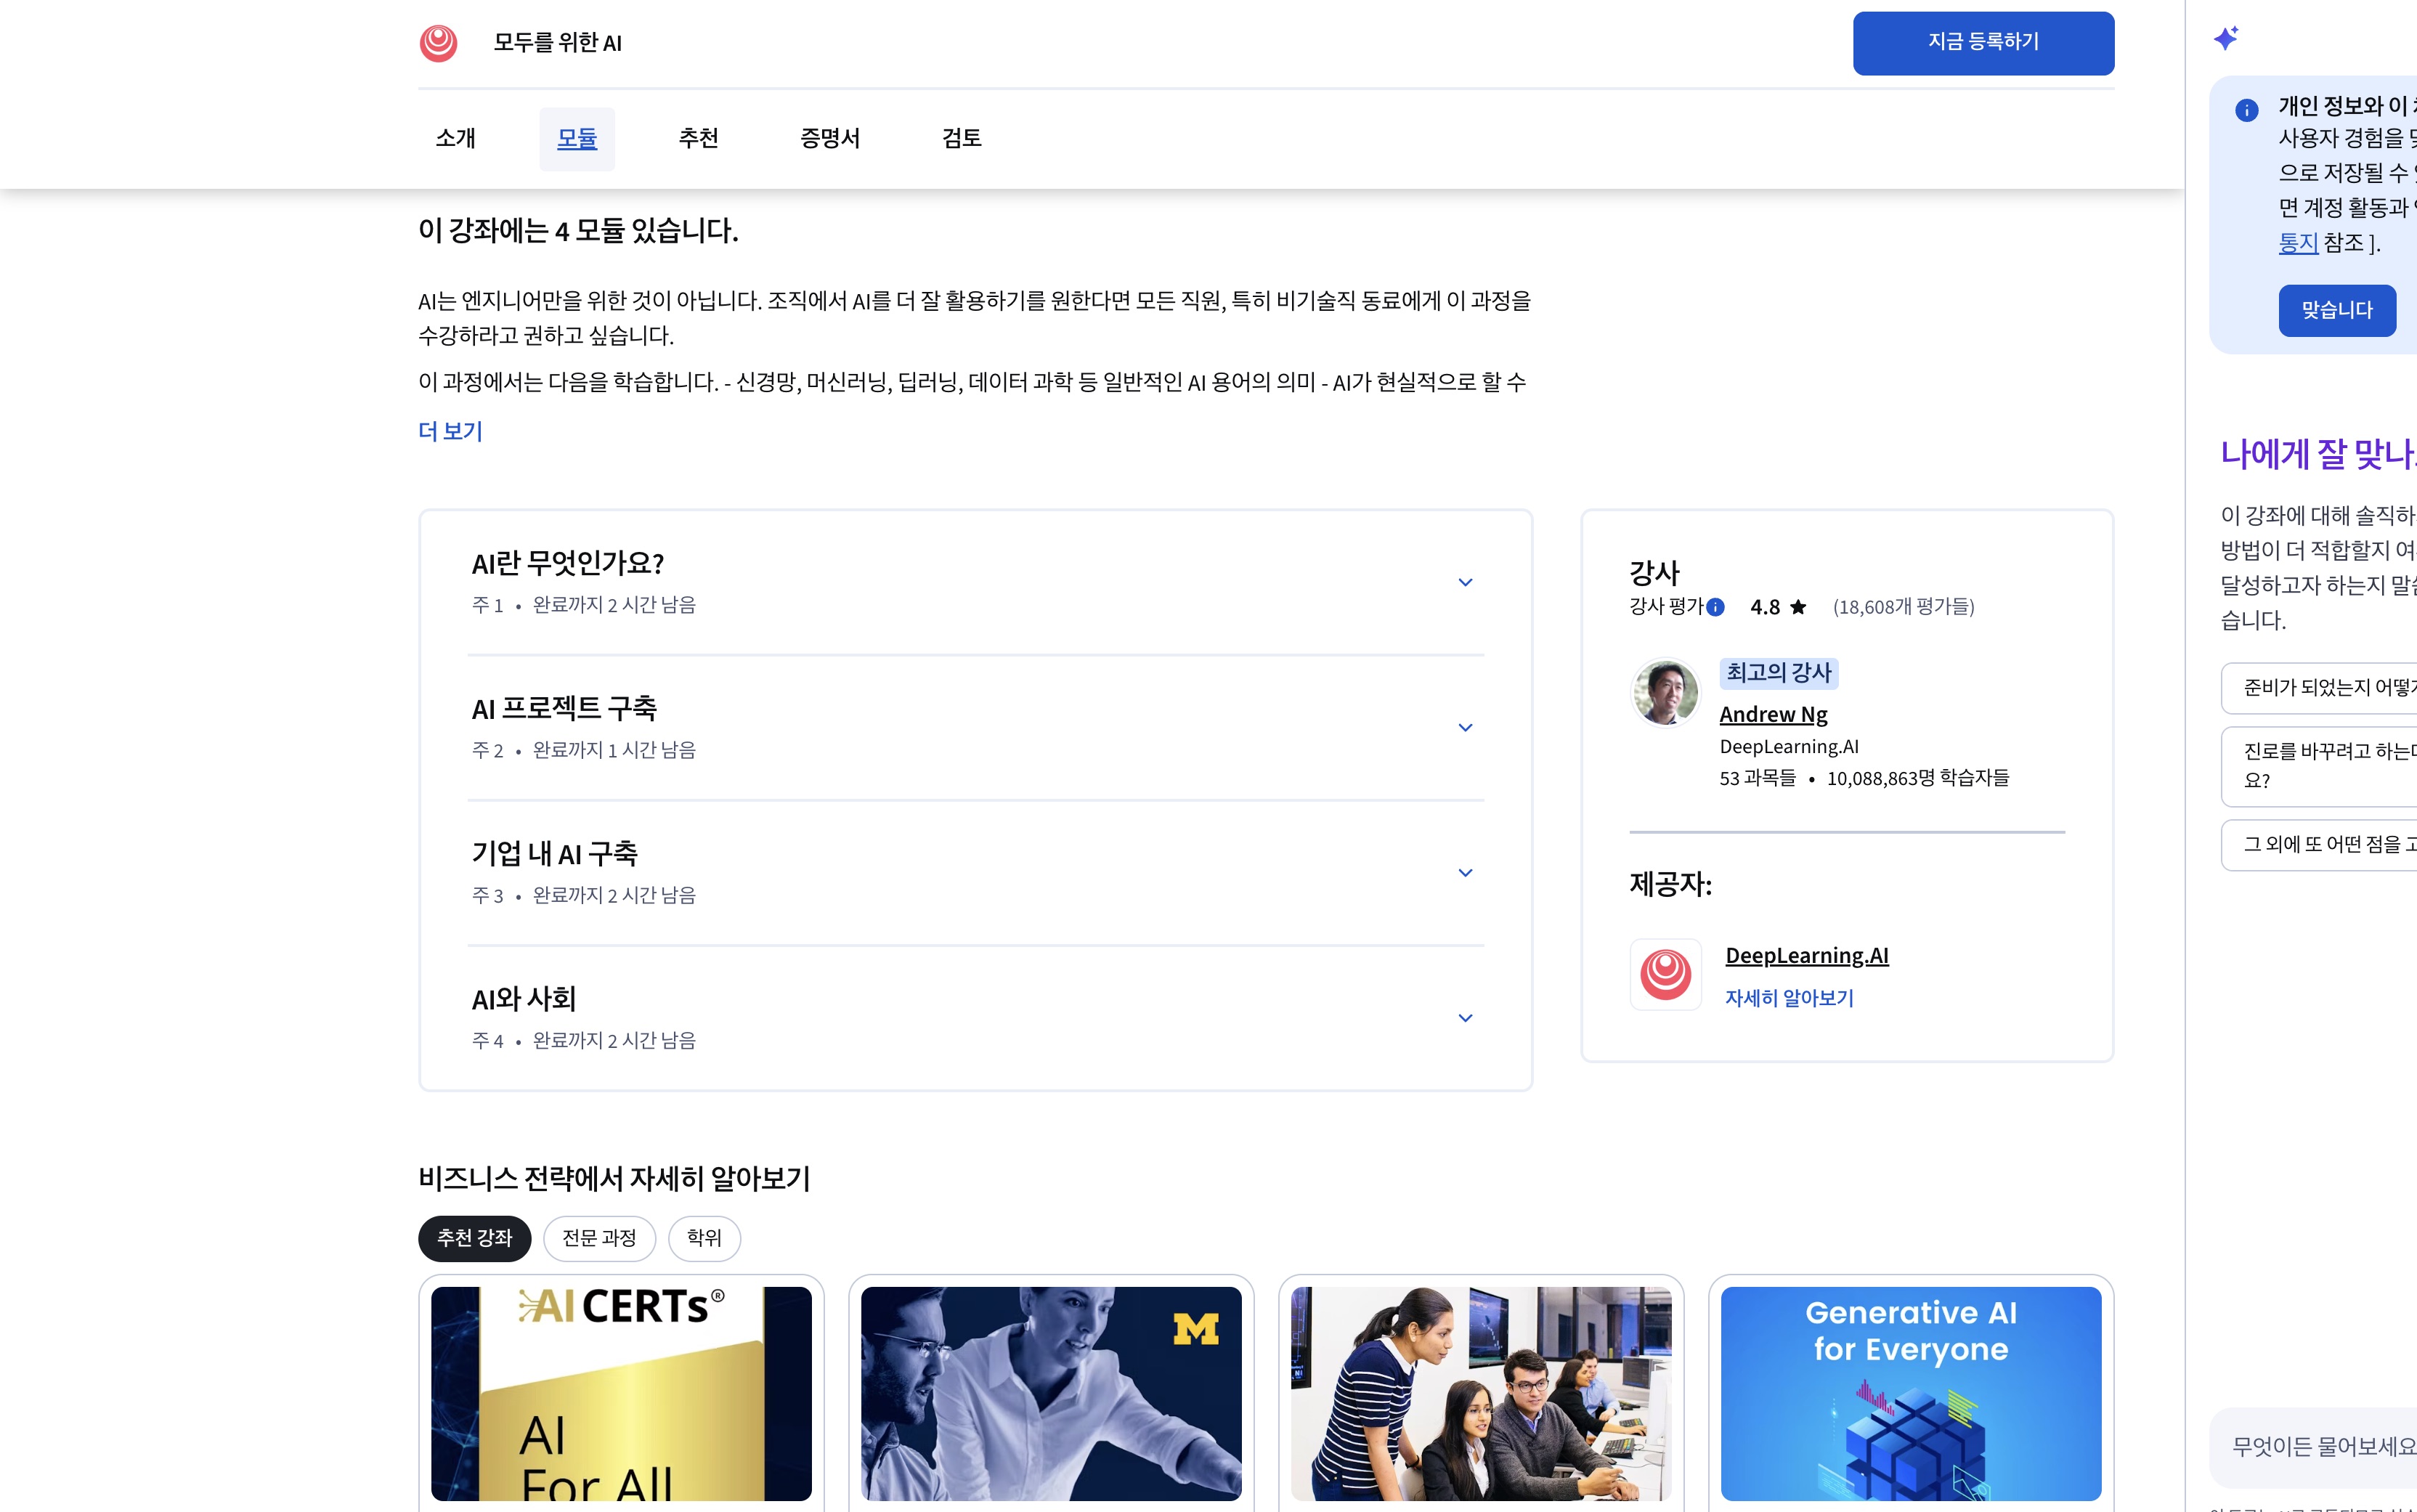 모두를 위한 AI
지금 등록하기
소개
모듈
추천
증명서
검토
이 강좌에는 4 모듈 있습니다.
AI는 엔지니어만을 위한 것이 아닙니다. 조직에서 AI를 더 잘 활용하기를 원한다면 모든 직원, 특히 비기술직 동료에게 이 과정을
수강하라고 권하고 싶습니다.
이 과정에서는 다음을 학습합니다. - 신경망, 머신러닝, 딥러닝, 데이터 과학 등 일반적인 AI 용어의 의미 - AI가 현실적으로 할 수
더 보기
AI란 무엇인가요?
주 1 • 완료까지 2 시간 남음
AI 프로젝트 구축
주 2 • 완료까지 1 시간 남음
기업 내 AI 구축
주 3 • 완료까지 2 시간 남음
AI와 사회
주 4 • 완료까지 2 시간 남음
강사
강사 평가 4.8 ★ (18,608개 평가들)
최고의 강사
Andrew Ng
DeepLearning.AI
53 과목들 • 10,088,863명 학습자들
제공자:
DeepLearning.AI
자세히 알아보기
비즈니스 전략에서 자세히 알아보기
추천 강좌
전문 과정
학위
AI CERTs®
AI
For All
M
Generative AI
for Everyone
개인 정보와 이
사용자 경험을
으로 저장될 수
면 계정 활동과
통지 참조 ].
맞습니다
나에게 잘 맞나
이 강좌에 대해 솔직하
방법이 더 적합할지 여
달성하고자 하는지 말씀
습니다.
준비가 되었는지 어떻게
진로를 바꾸려고 하는데
요?
그 외에 또 어떤 점을 고
무엇이든 물어보세요